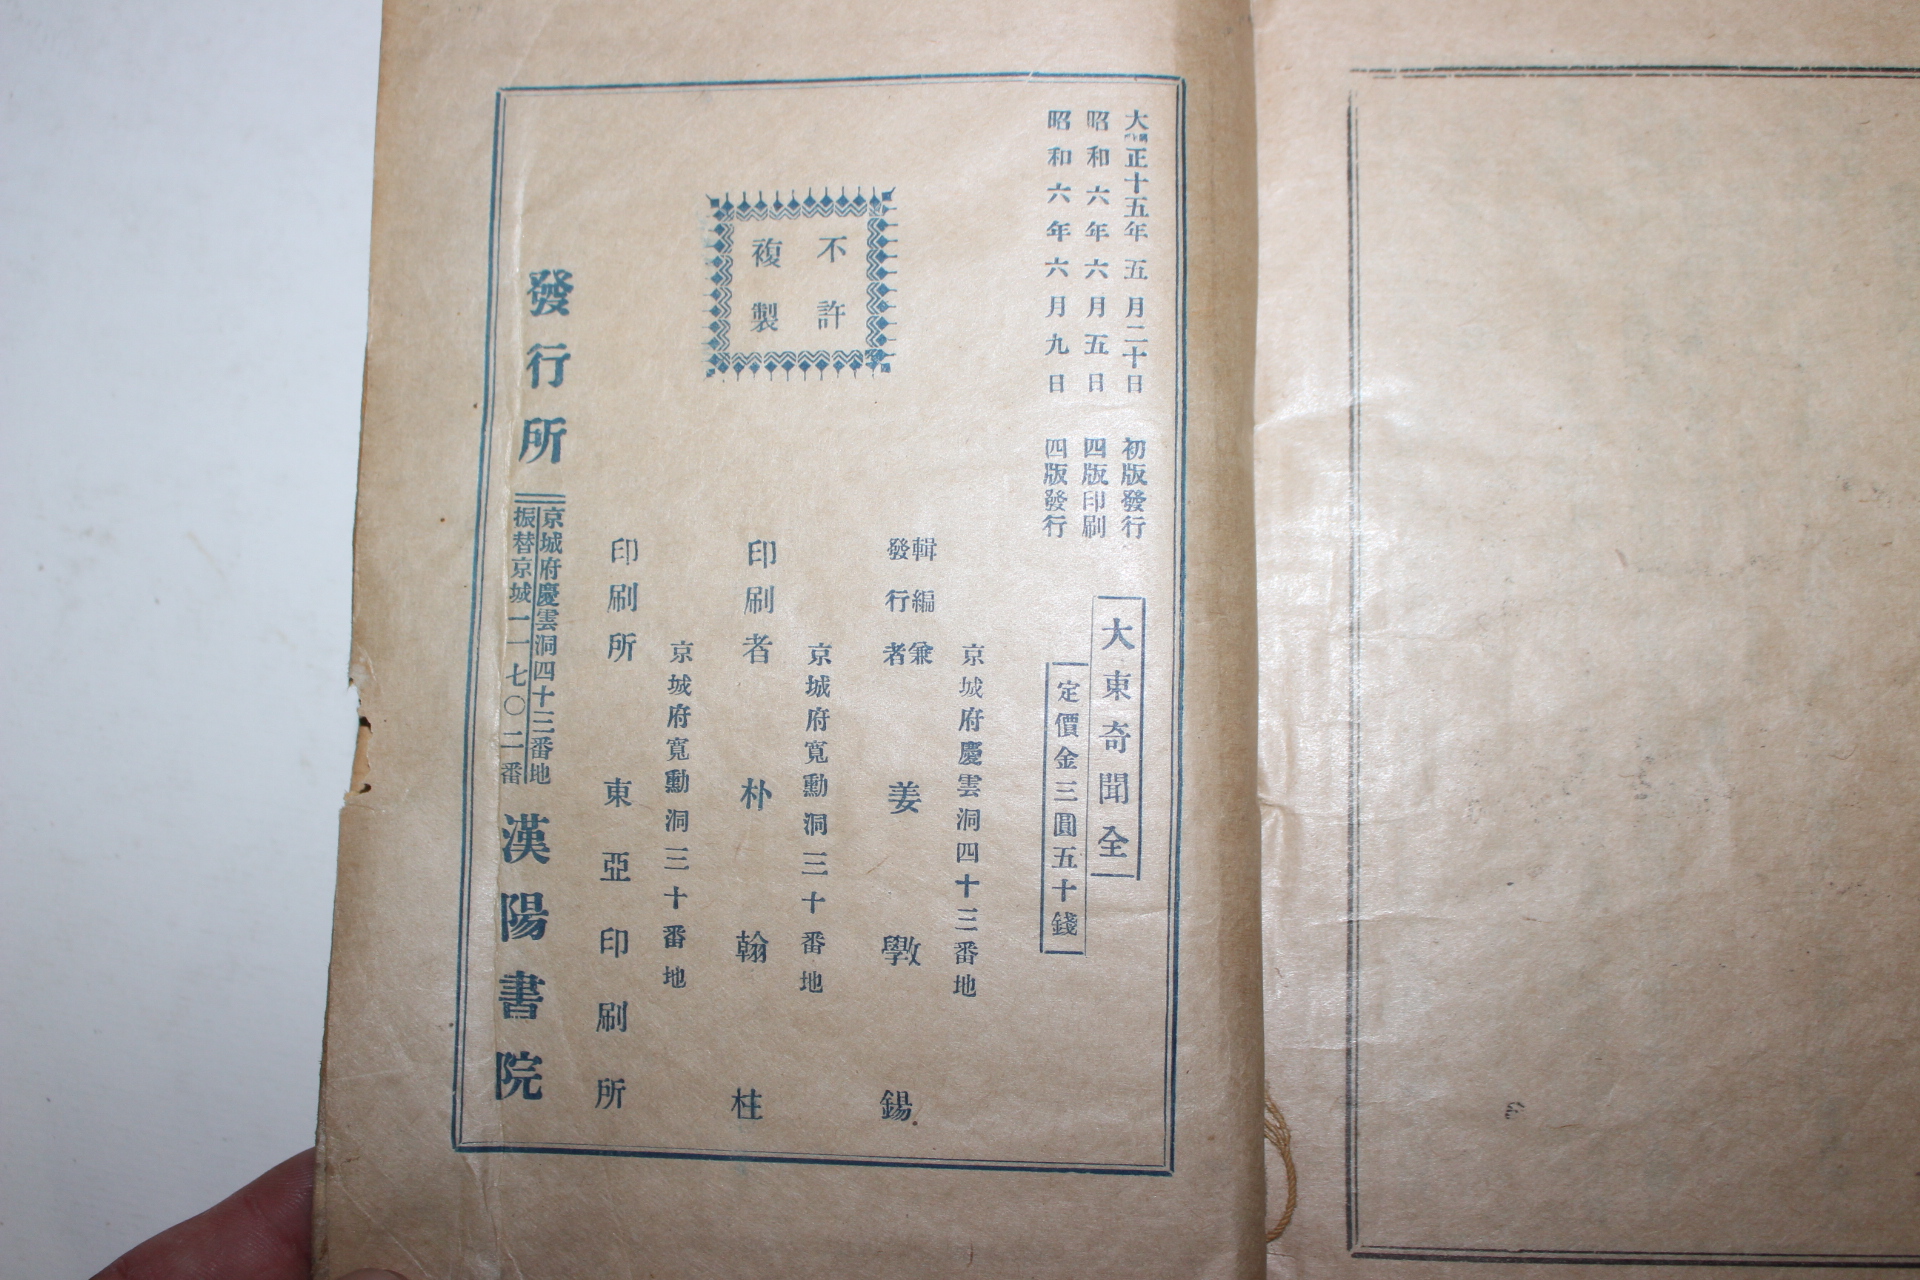 大正十五年五月二十日 初版發行
昭和六年六月五日 四版印刷
昭和六年六月九日 四版發行
大東奇聞全
定價金三圓五十錢
不許
複製
京城府慶雲洞四十三番地
輯編兼
發行者 姜斅錫
京城府寬勳洞三十番地
印刷者 朴翰柱
京城府寬勳洞三十番地
印刷所 東亞印刷所
發行所
京城府慶雲洞四十三番地
振替京城一一七〇二番
漢陽書院